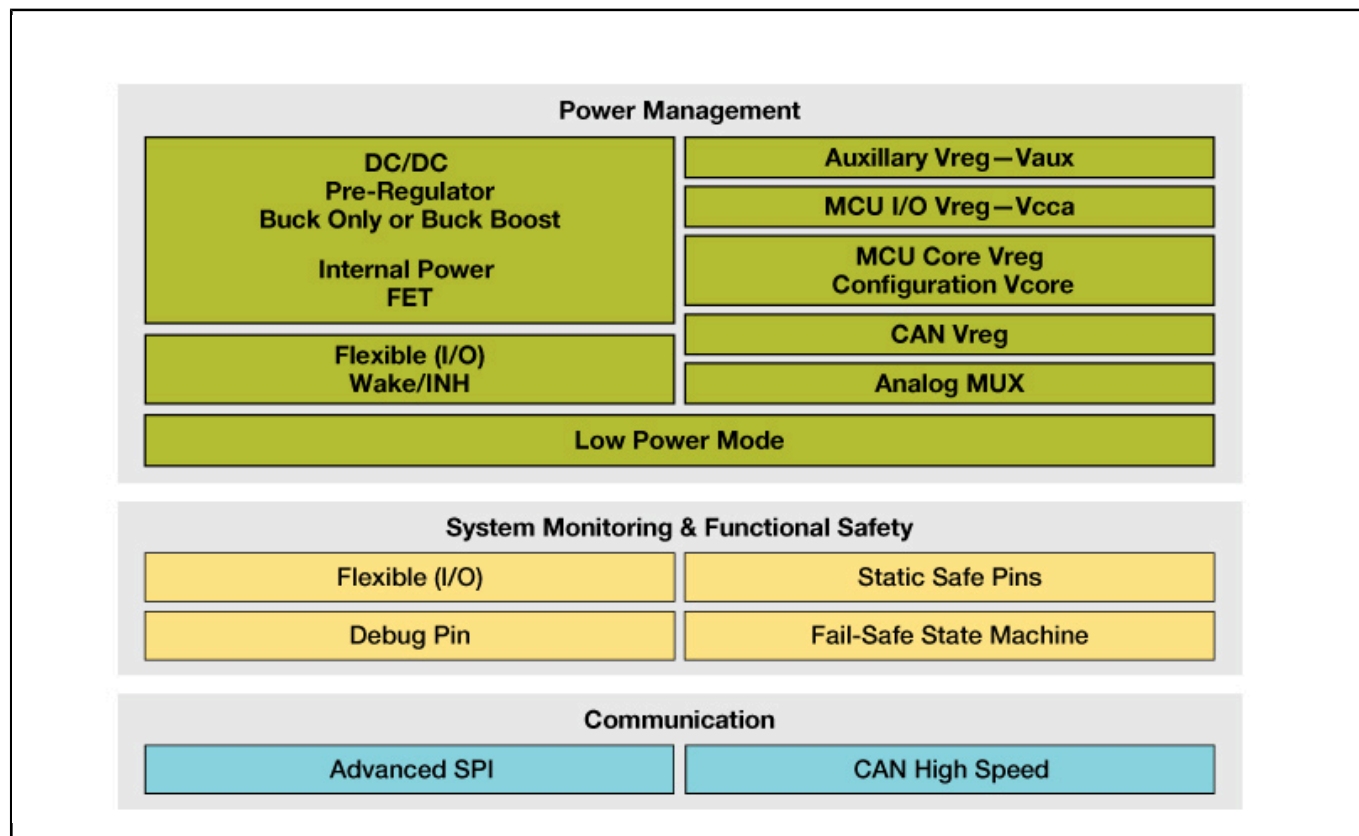 Power Management
DC/DC
Pre-Regulator
Buck Only or Buck Boost
Internal Power
FET
Flexible (I/O)
Wake/INH
Auxillary Vreg—Vaux
MCU I/O Vreg—Vcca
MCU Core Vreg
Configuration Vcore
CAN Vreg
Analog MUX
Low Power Mode
System Monitoring & Functional Safety
Flexible (I/O)
Static Safe Pins
Debug Pin
Fail-Safe State Machine
Communication
Advanced SPI
CAN High Speed